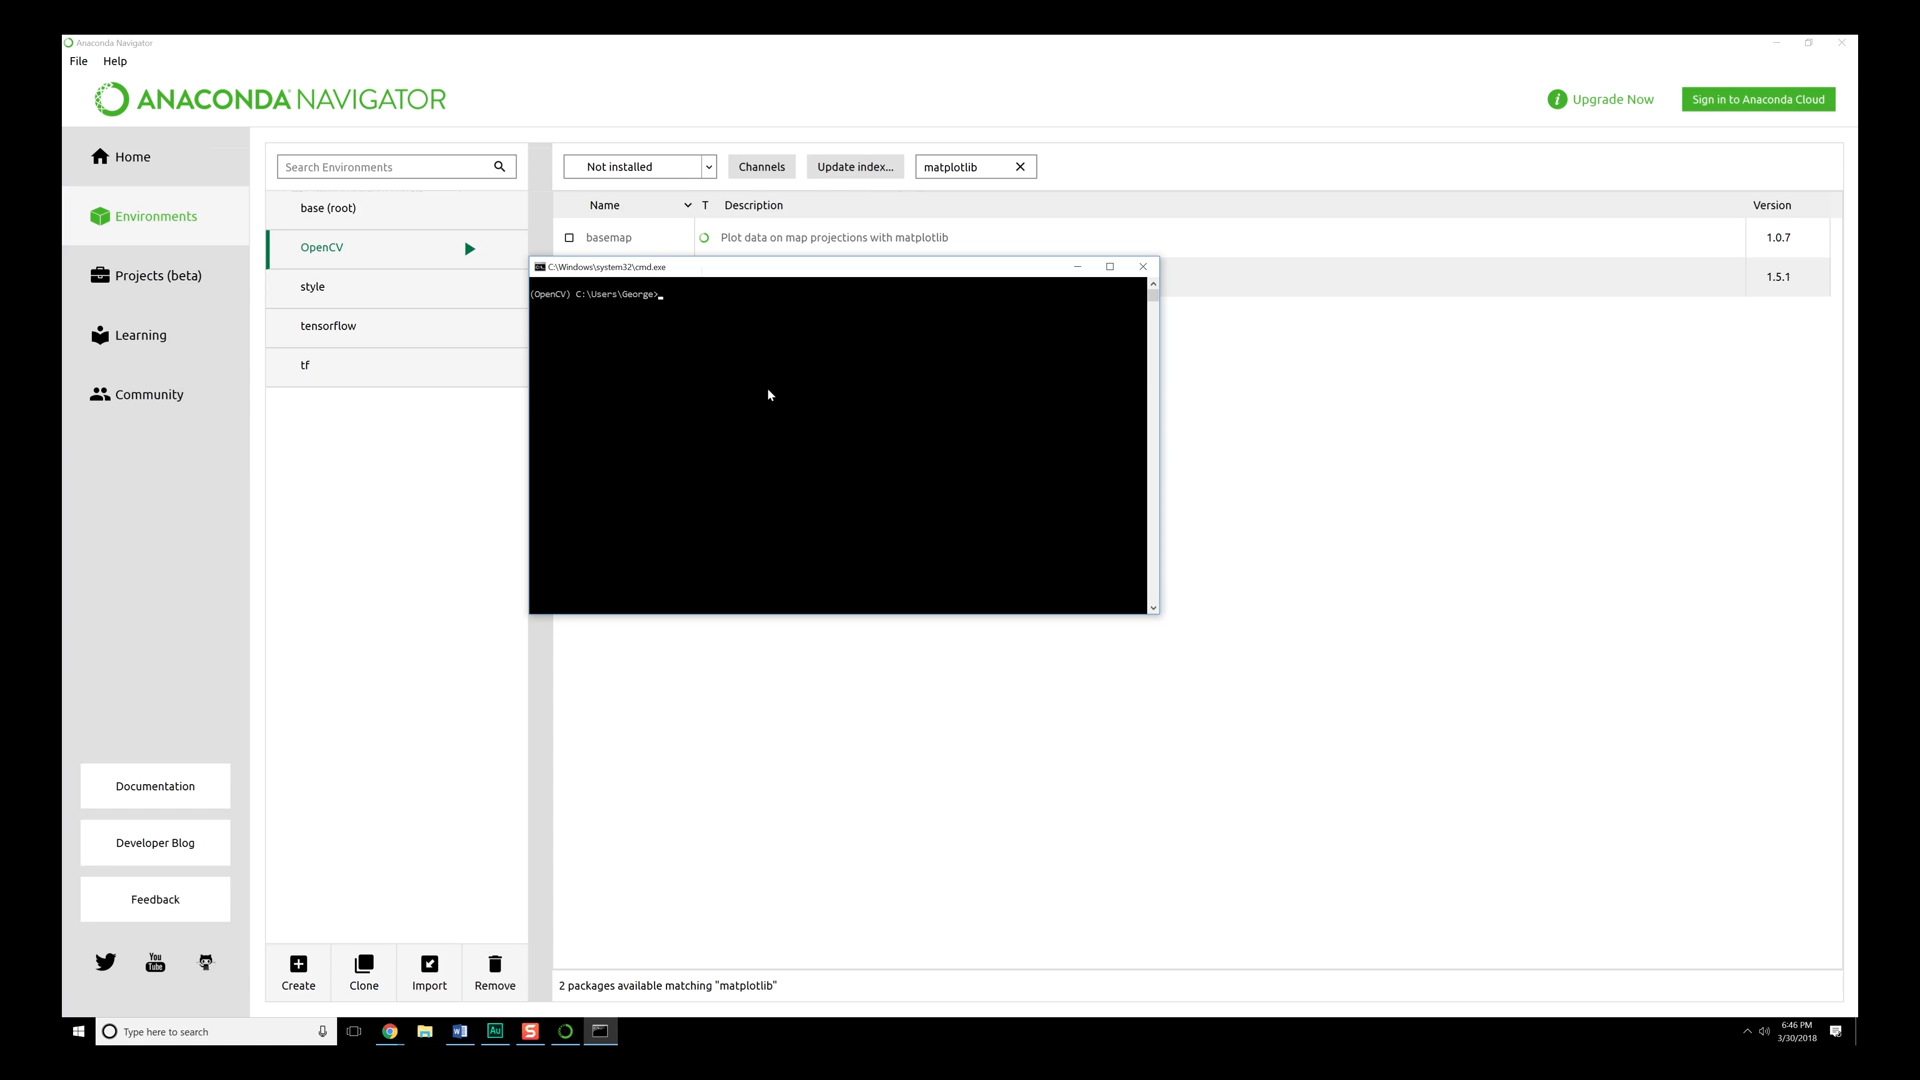 Anaconda Navigator
File Help
ANACONDA NAVIGATOR
Upgrade Now
Sign in to Anaconda Cloud
Home
Environments
Projects (beta)
Learning
Community
Documentation
Developer Blog
Feedback
You
Tube
Search Environments
base (root)
OpenCV
style
tensorflow
tf
Create
Clone
Import
Remove
Not installed
Channels
Update index...
matplotlib
Name T Description Version
basemap Plot data on map projections with matplotlib 1.0.7
1.5.1
C:\Windows\system32\cmd.exe
(OpenCV) C:\Users\George>
2 packages available matching "matplotlib"
Type here to search
Au
6:46 PM
3/30/2018